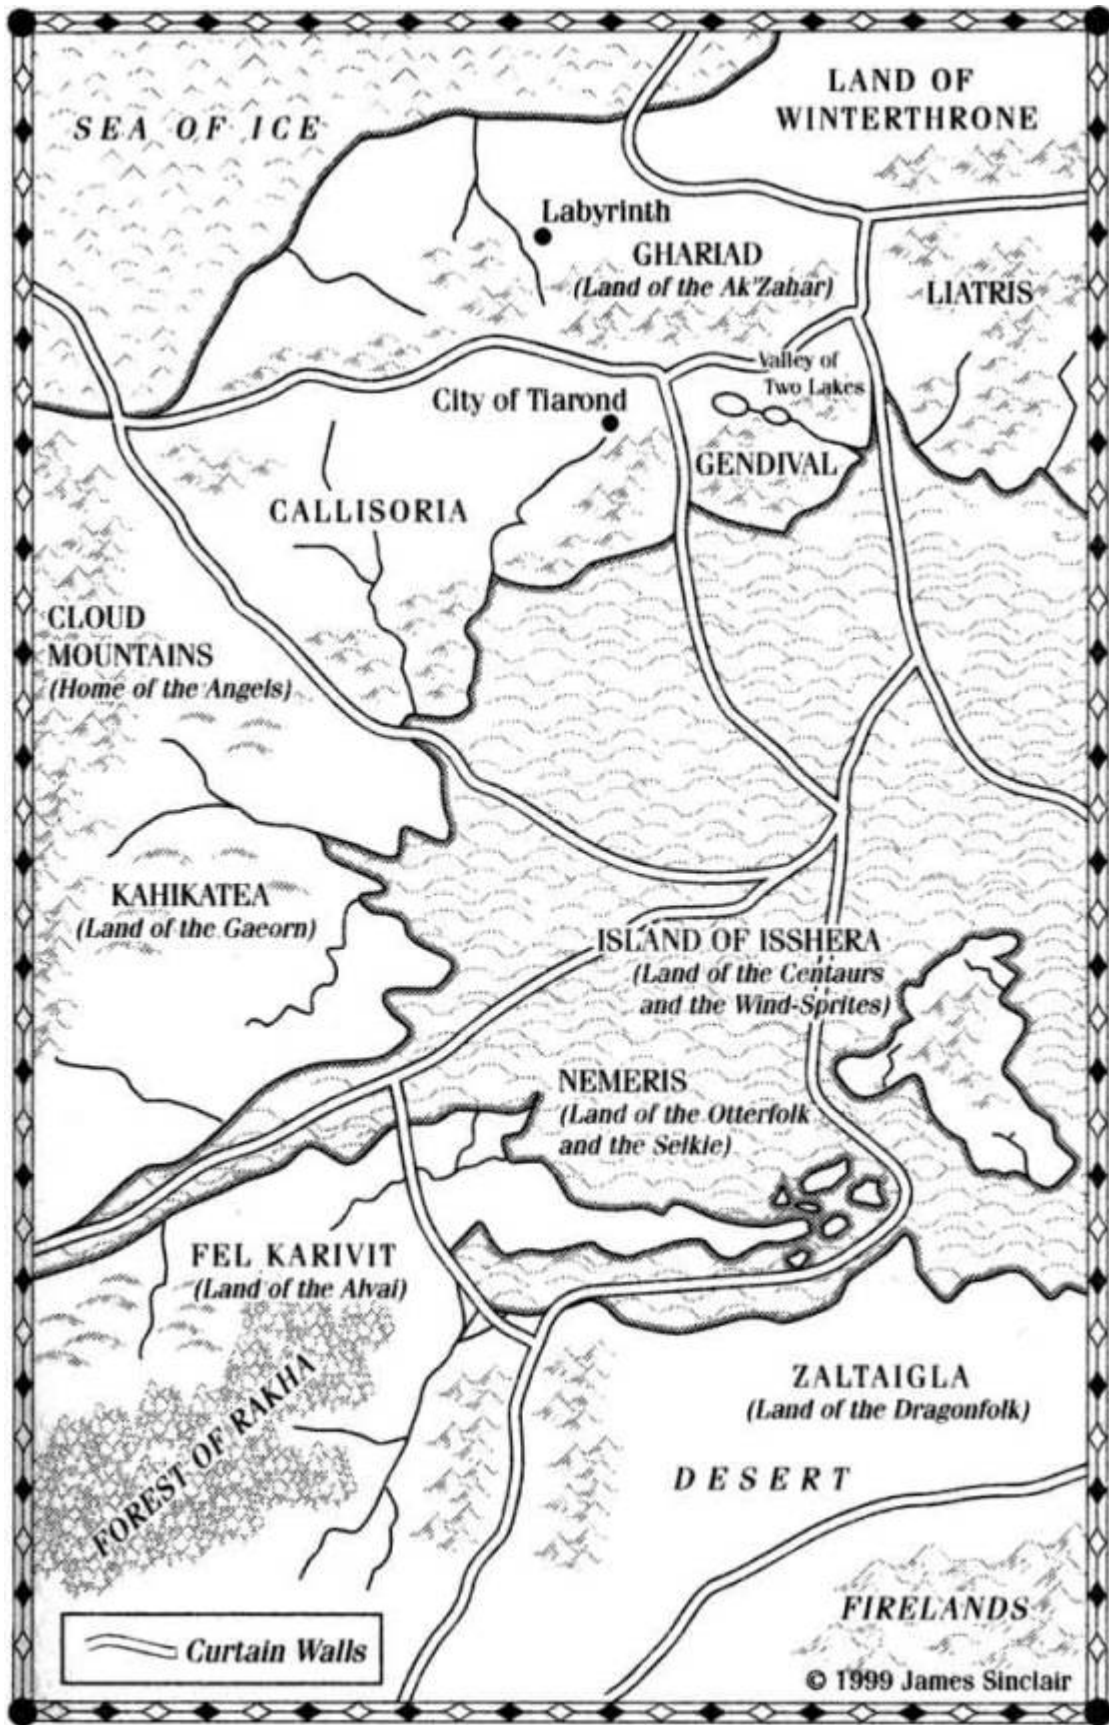 LAND OF
WINTERTHRONE
SEA OF ICE
Labyrinth
GHARIAD
(Land of the Ak'Zahar)
LIATRIS
Valley of
Two Lakes
City of Tiarond
GENDIVAL
CALLISORIA
CLOUD
MOUNTAINS
(Home of the Angels)
KAHIKATEA
(Land of the Gaeorn)
ISLAND OF ISSHERA
(Land of the Centaurs
and the Wind-Sprites)
NEMERIS
(Land of the Otterfolk
and the Selkie)
FEL KARIVIT
(Land of the Alvai)
FOREST OF RAKHA
ZALTAIGLA
(Land of the Dragonfolk)
DESERT
FIRELANDS
Curtain Walls
© 1999 James Sinclair